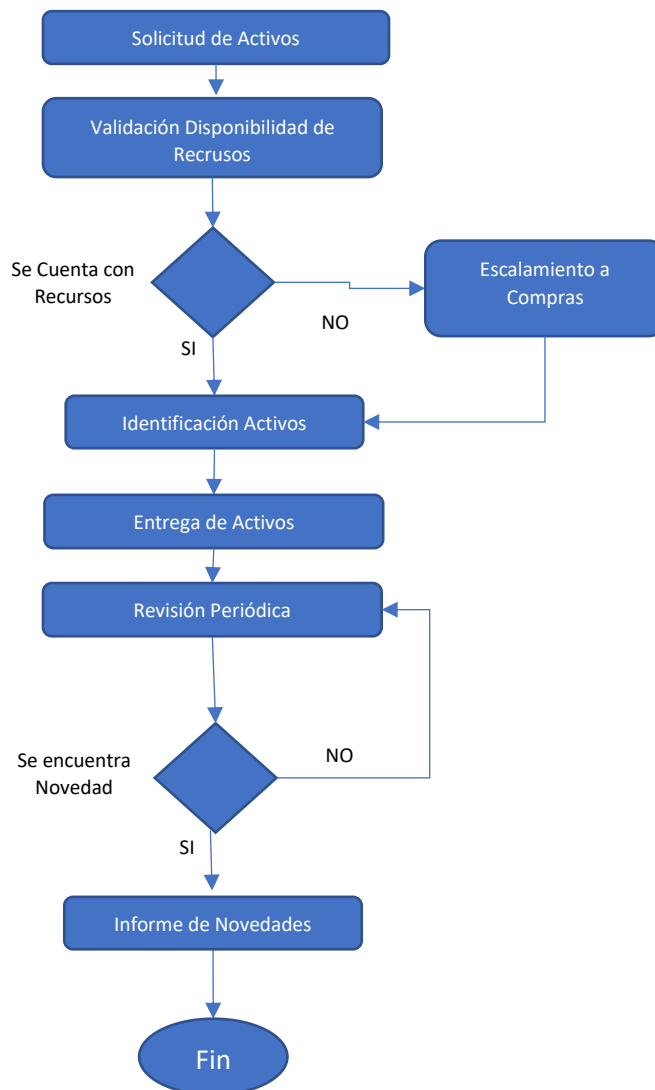 Solicitud de Activos
Validación Disponibilidad de
Recrusos
Se Cuenta con
Recursos
Escalamiento a
Compras
NO
SI
Identificación Activos
Entrega de Activos
Revisión Periódica
Se encuentra
Novedad
NO
SI
Informe de Novedades
Fin